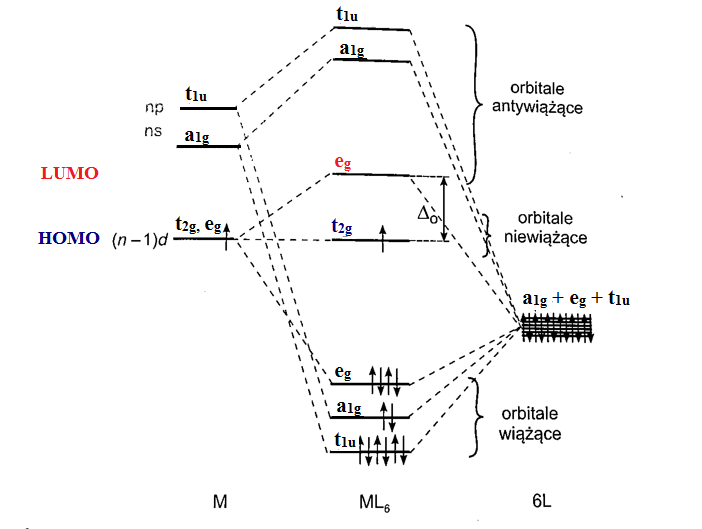 t1u
a1g
orbitale
antywiążące
t1u
np
ns
a1g
LUMO
eg
Δo
orbitale
niewiążące
HOMO (n−1)d
t2g, eg
t2g
a1g + eg + t1u
eg
a1g
t1u
orbitale
wiążące
M
ML6
6L